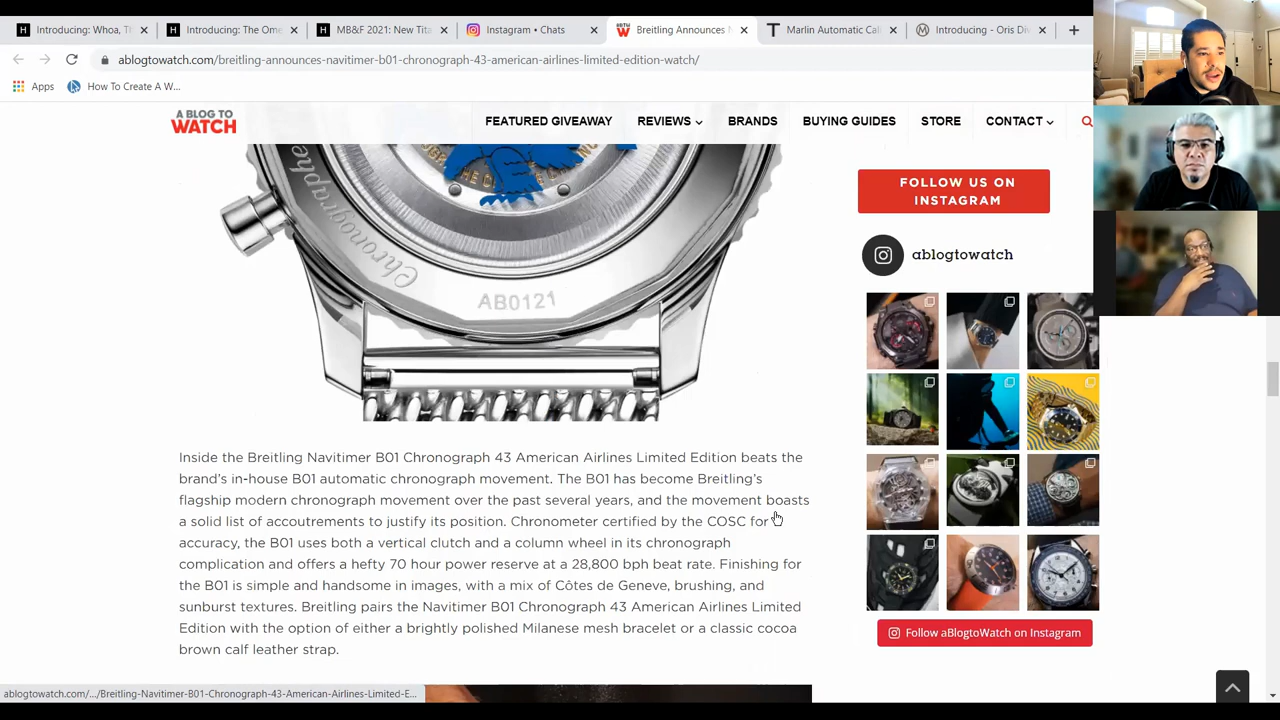 Introducing: Whoa, T
Introducing: The Ome
MB&F 2021: New Tita
Instagram • Chats
Breitling Announces N
Marlin Automatic Cal
Introducing - Oris Div
ablogtowatch.com/breitling-announces-navitimer-b01-chronograph-43-american-airlines-limited-edition-watch/
Apps
How To Create A W...
A BLOG TO
WATCH
FEATURED GIVEAWAY
REVIEWS
BRANDS
BUYING GUIDES
STORE
CONTACT
Chronographe
AB0121
FOLLOW US ON
INSTAGRAM
ablogtowatch
Inside the Breitling Navitimer B01 Chronograph 43 American Airlines Limited Edition beats the
brand's in-house B01 automatic chronograph movement. The B01 has become Breitling's
flagship modern chronograph movement over the past several years, and the movement boasts
a solid list of accoutrements to justify its position. Chronometer certified by the COSC for
accuracy, the B01 uses both a vertical clutch and a column wheel in its chronograph
complication and offers a hefty 70 hour power reserve at a 28,800 bph beat rate. Finishing for
the B01 is simple and handsome in images, with a mix of Côtes de Geneve, brushing, and
sunburst textures. Breitling pairs the Navitimer B01 Chronograph 43 American Airlines Limited
Edition with the option of either a brightly polished Milanese mesh bracelet or a classic cocoa
brown calf leather strap.
Follow aBlogtoWatch on Instagram
ablogtowatch.com/.../Breitling-Navitimer-B01-Chronograph-43-American-Airlines-Limited-E...